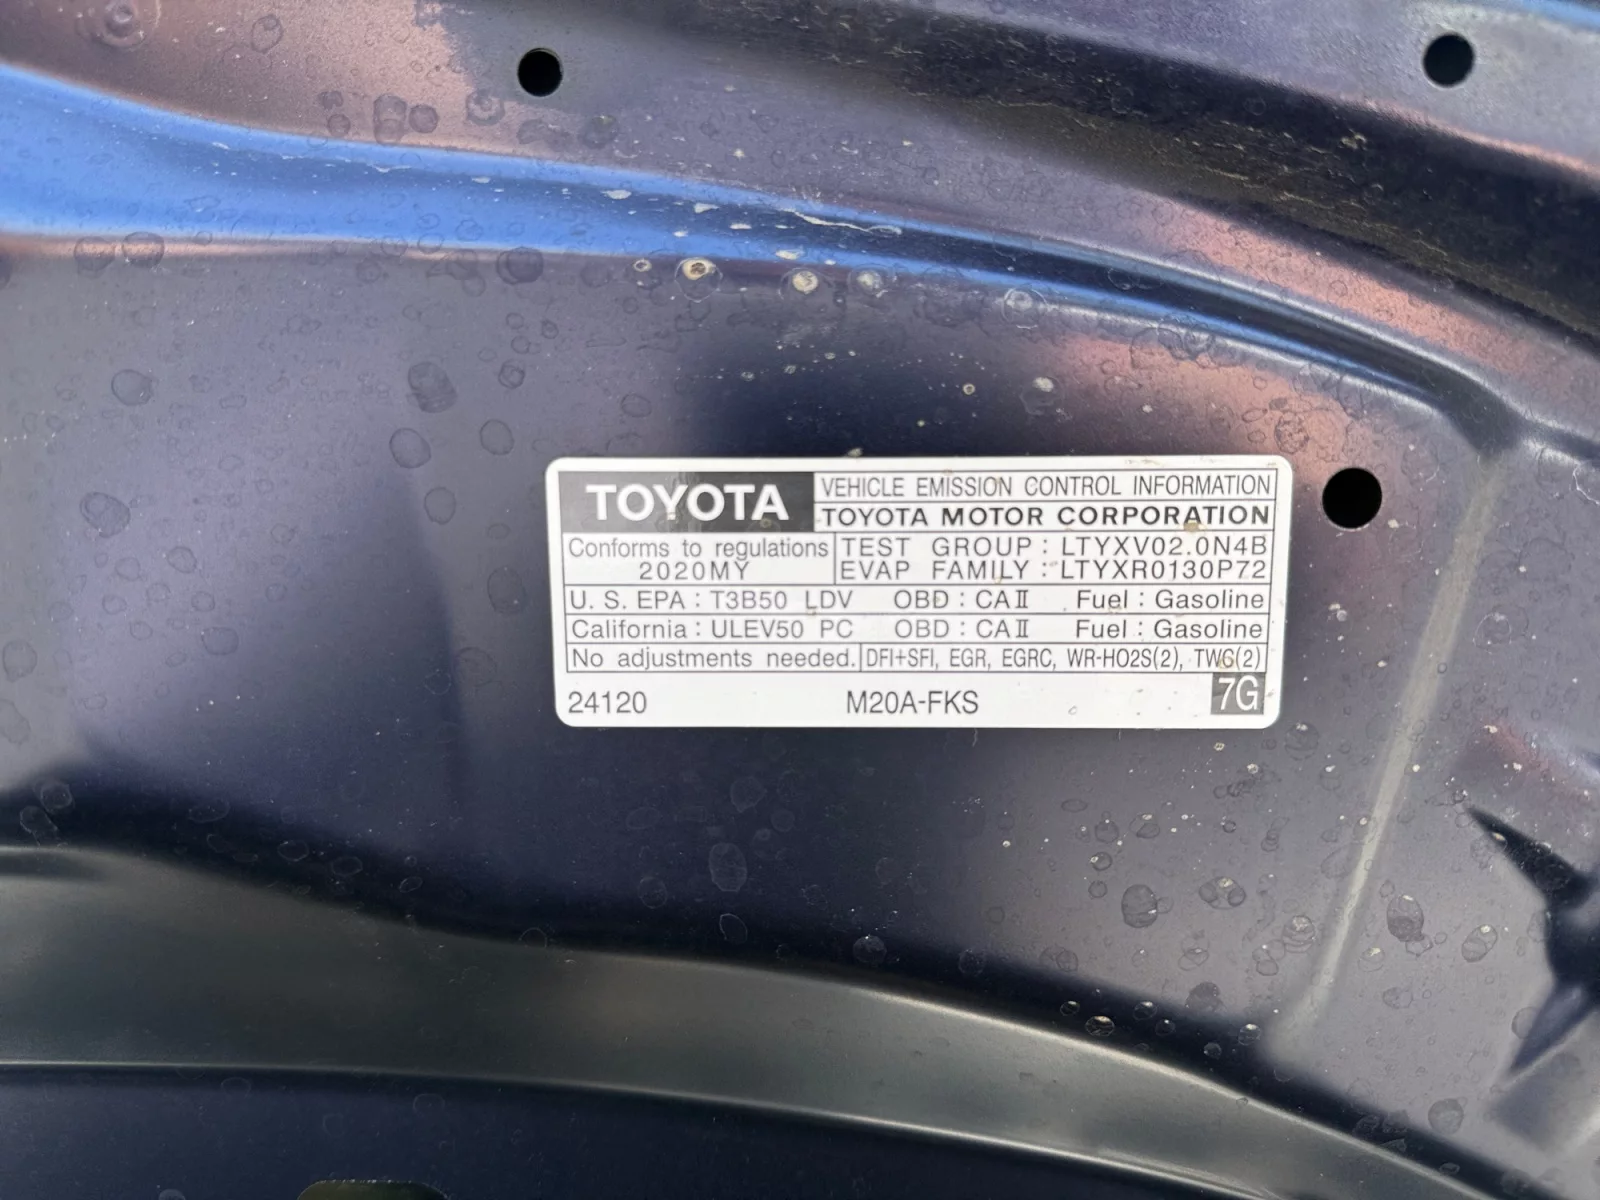 TOYOTA
VEHICLE EMISSION CONTROL INFORMATION
TOYOTA MOTOR CORPORATION
Conforms to regulations
2020MY
TEST GROUP : LTYXV02.0N4B
EVAP FAMILY : LTYXR0130P72
U. S. EPA : T3B50 LDV OBD : CAⅡ Fuel : Gasoline
California : ULEV50 PC OBD : CAⅡ Fuel : Gasoline
No adjustments needed. DFI+SFI, EGR, EGRC, WR-HO2S(2), TWC(2)
24120 M20A-FKS 7G